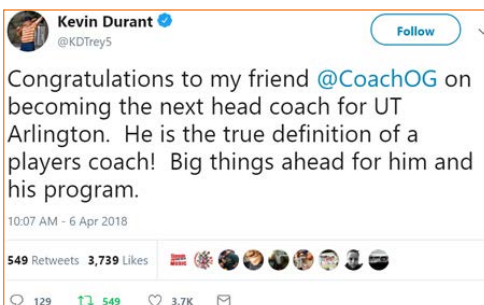 Kevin Durant
@KDTrey5
Follow
Congratulations to my friend @CoachOG on
becoming the next head coach for UT
Arlington.  He is the true definition of a
players coach!  Big things ahead for him and
his program.
10:07 AM - 6 Apr 2018
549 Retweets  3,739 Likes
129  549  3.7K